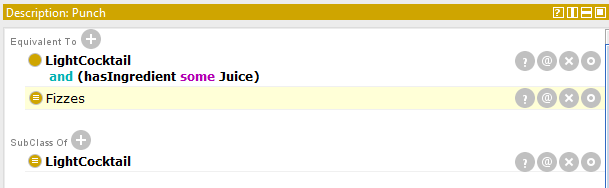 Description: Punch
Equivalent To
LightCocktail
and (hasIngredient some Juice)
Fizzes
SubClass Of
LightCocktail